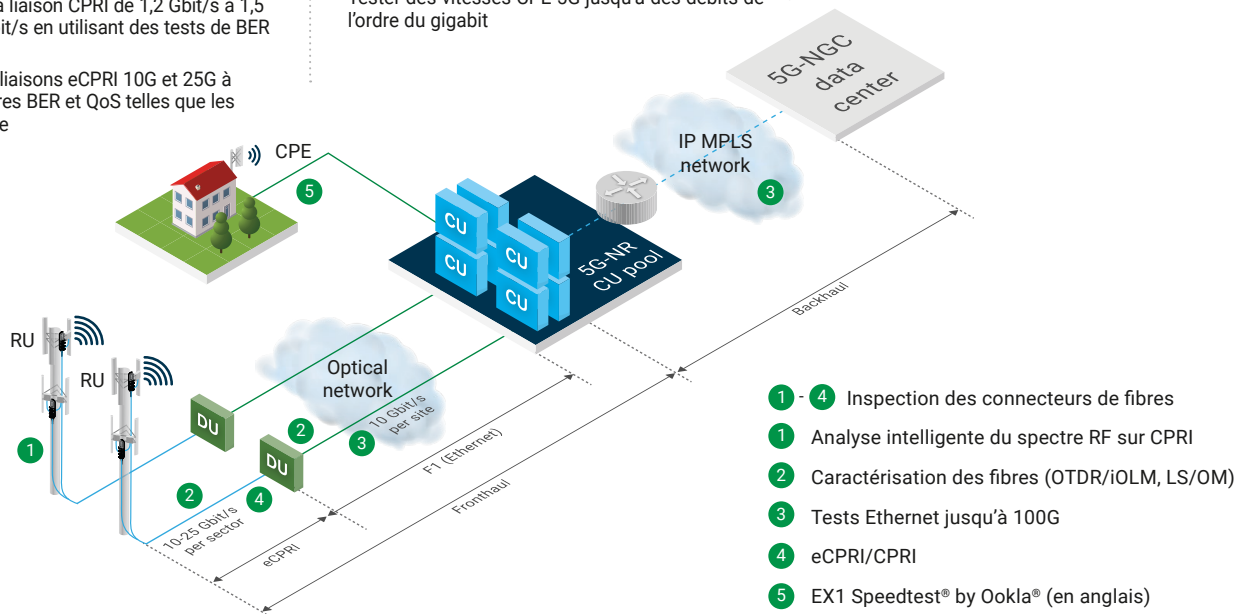 a liaison CPRI de 1,2 Gbit/s à 1,5
it/s en utilisant des tests de BER
liaisons eCPRI 10G et 25G à
res BER et QoS telles que les
e
l'ordre du gigabit
5G-NGC
data
center
IP MPLS
network
3
CPE
5
CU
CU
CU
CU
5G-NR
CU pool
Backhaul
RU
RU
Optical
network
DU
2
10 Gbit/s
per site
3
DU
1
F1 (Ethernet)
2
4
Fronthaul
10-25 Gbit/s
per sector
eCPRI
1 - 4 Inspection des connecteurs de fibres
1 Analyse intelligente du spectre RF sur CPRI
2 Caractérisation des fibres (OTDR/iOLM, LS/OM)
3 Tests Ethernet jusqu'à 100G
4 eCPRI/CPRI
5 EX1 Speedtest® by Ookla® (en anglais)